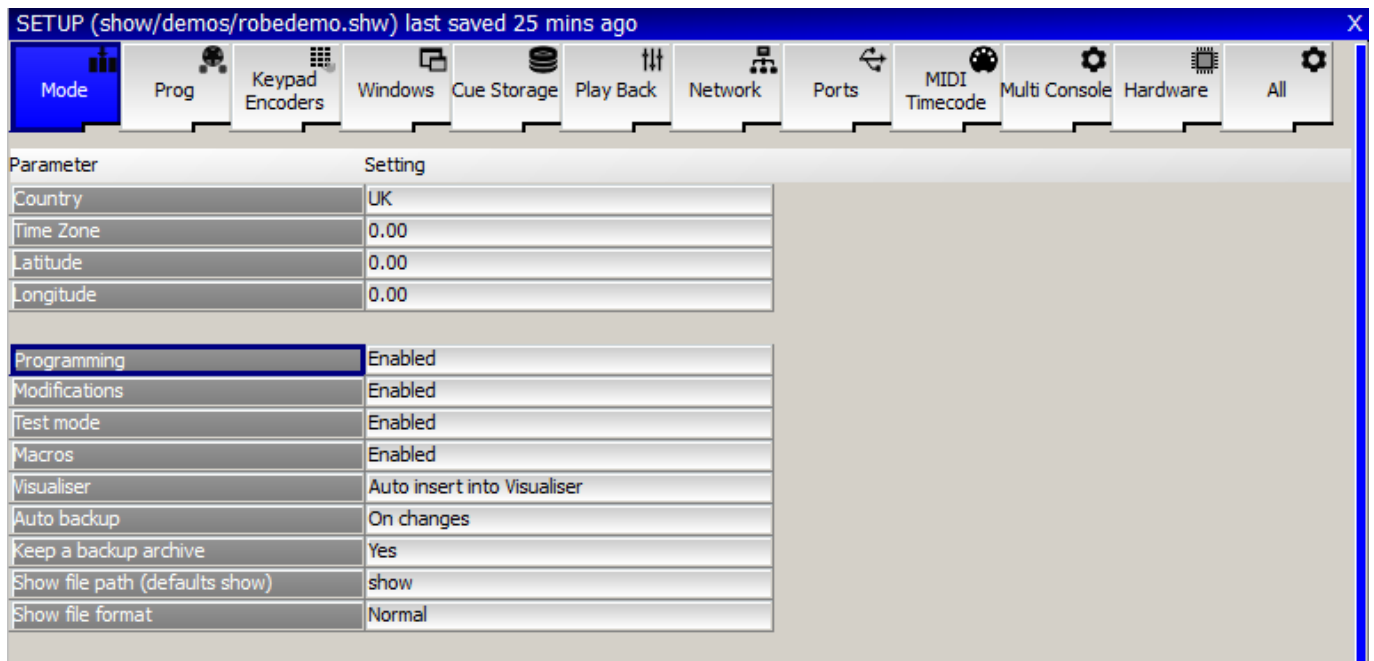 SETUP (show/demos/robedemo.shw) last saved 25 mins ago X
Mode Prog Keypad Encoders Windows Cue Storage Play Back Network Ports MIDI Timecode Multi Console Hardware All
Parameter Setting
Country UK
Time Zone 0.00
Latitude 0.00
Longitude 0.00
Programming Enabled
Modifications Enabled
Test mode Enabled
Macros Enabled
Visualiser Auto insert into Visualiser
Auto backup On changes
Keep a backup archive Yes
Show file path (defaults show) show
Show file format Normal